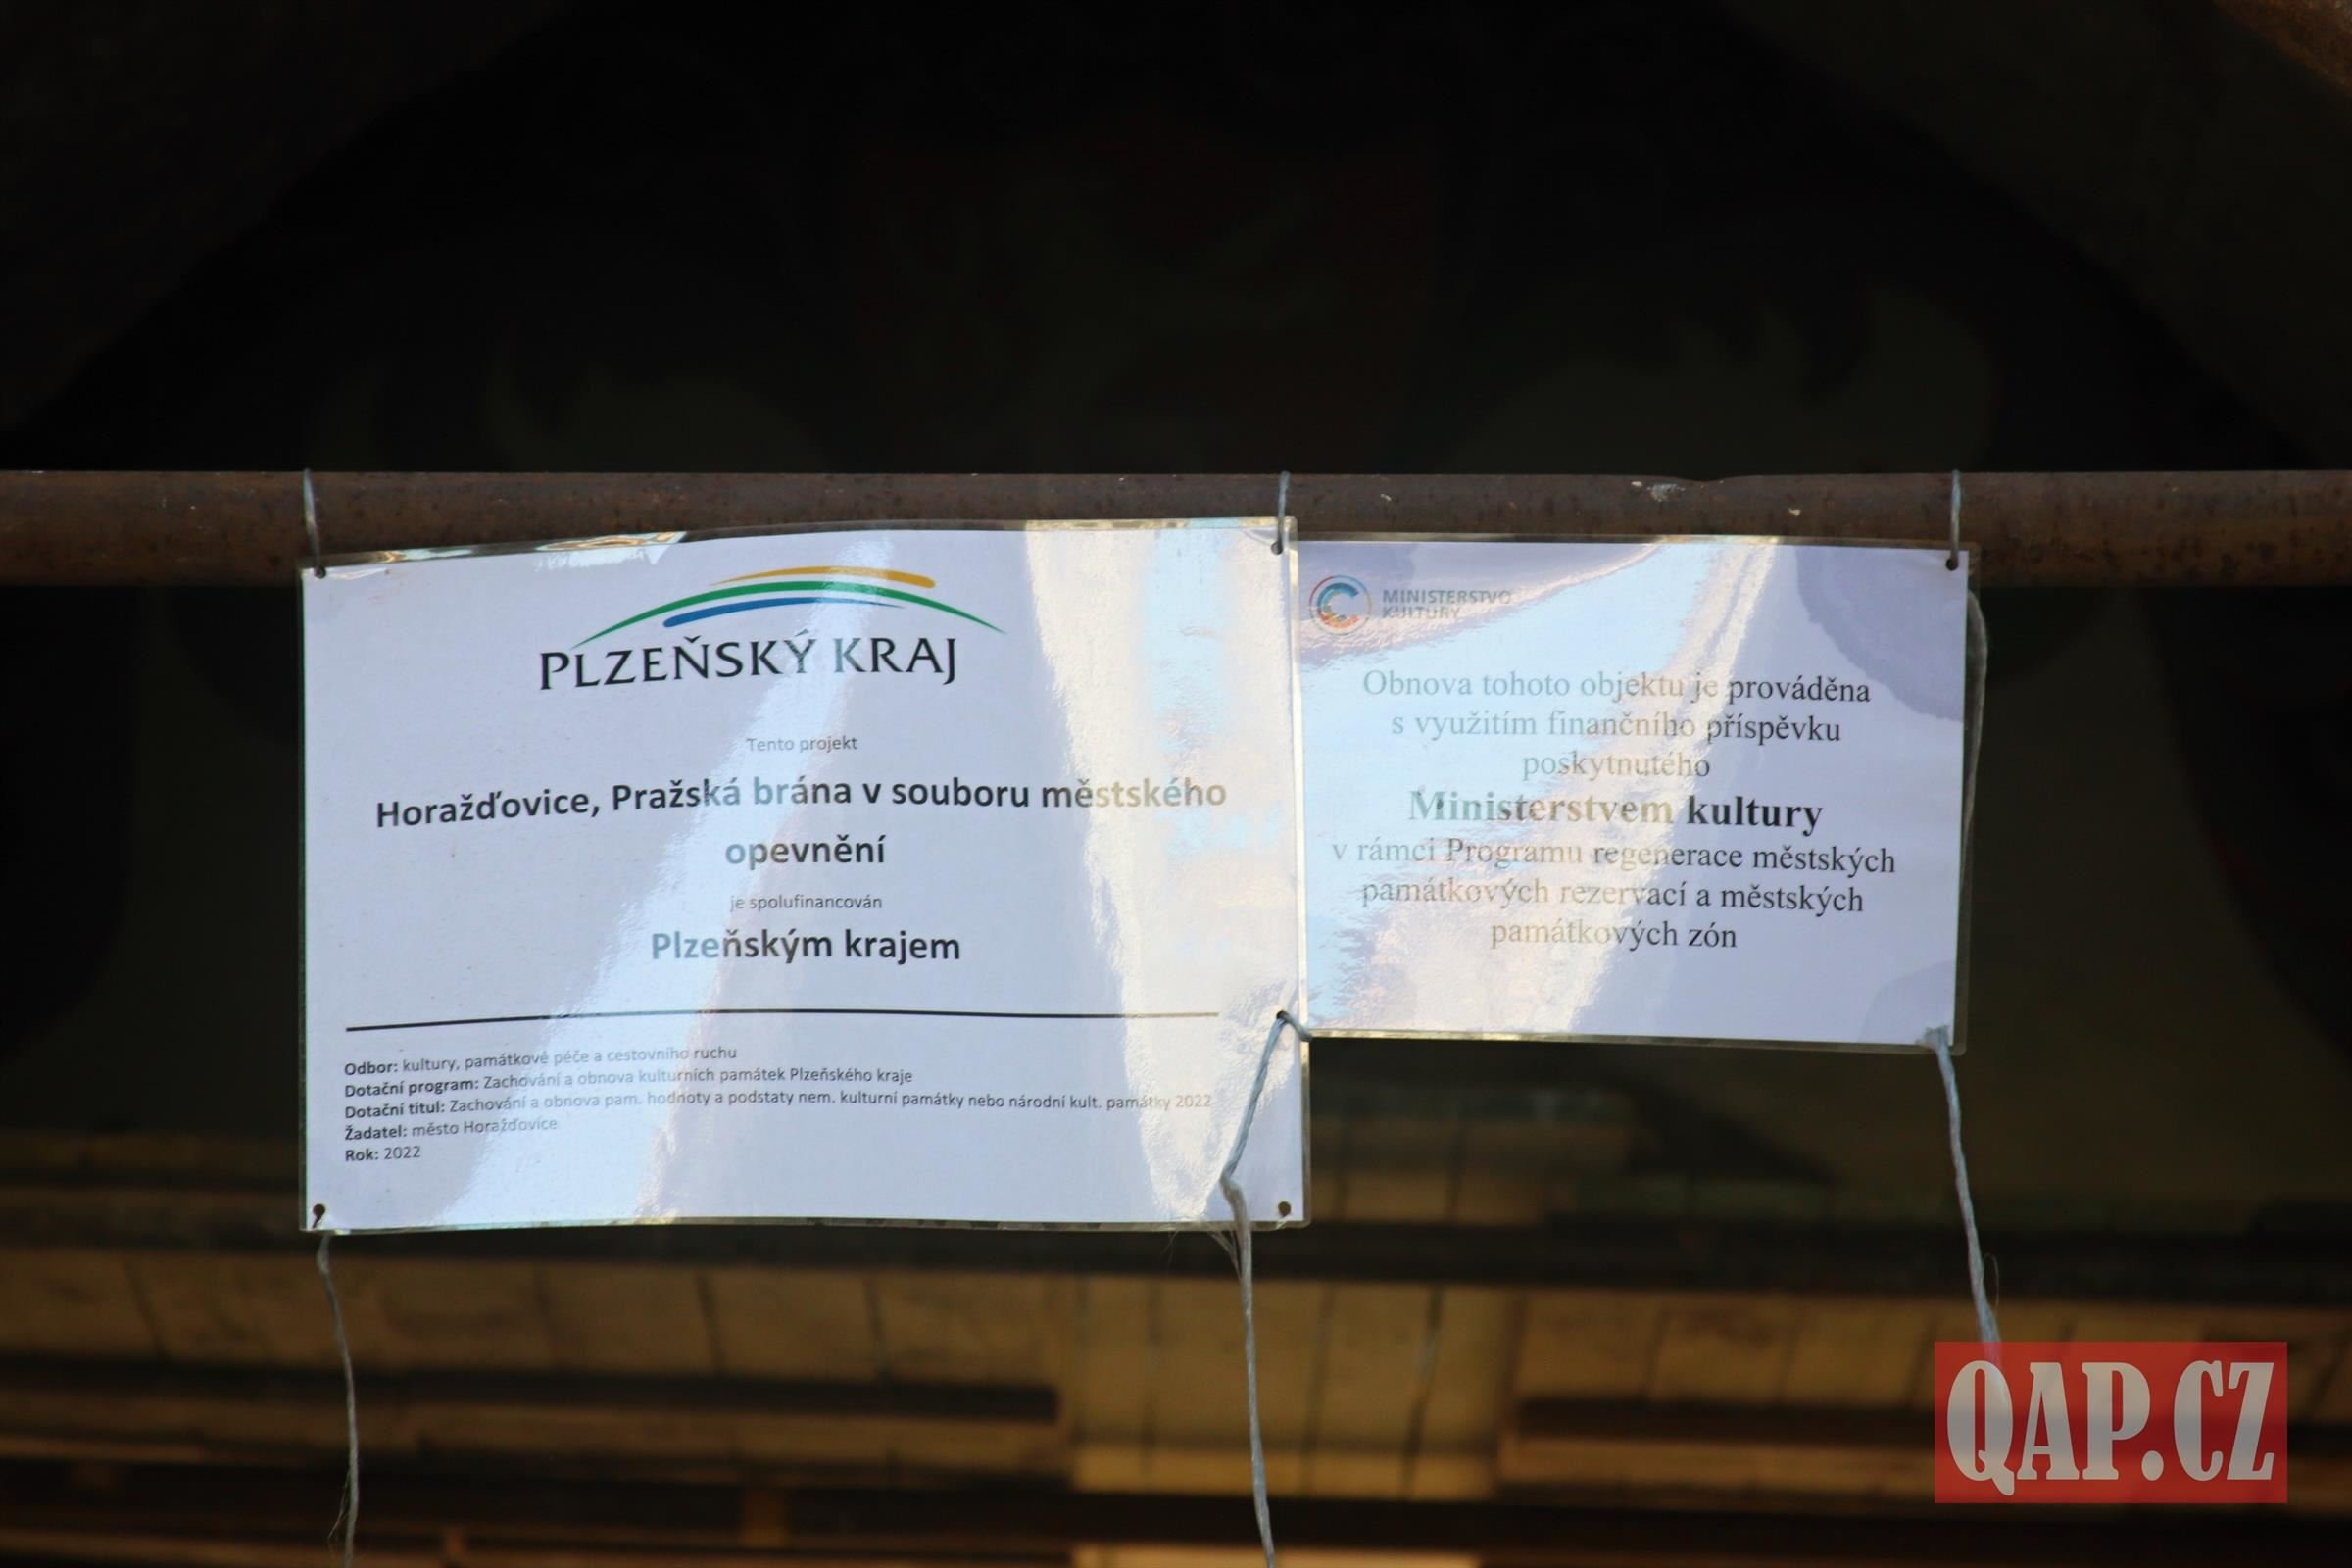 PLZEŇSKÝ KRAJ
Tento projekt
Horažďovice, Pražská brána v souboru městského
opevnění
je spolufinancován
Plzeňským krajem
Odbor: kultury, památkové péče a cestovního ruchu
Dotační program: Zachování a obnova kulturních památek Plzeňského kraje
Dotační titul: Zachování a obnova pam. hodnoty a podstaty nem. kulturní památky nebo národní kult. památky 2022
Žadatel: město Horažďovice
Rok: 2022
MINISTERSTVO
KULTURY
Obnova tohoto objektu je prováděna
s využitím finančního příspěvku
poskytnutého
Ministerstvem kultury
v rámci Programu regenerace městských
památkových rezervací a městských
památkových zón
QAP.CZ